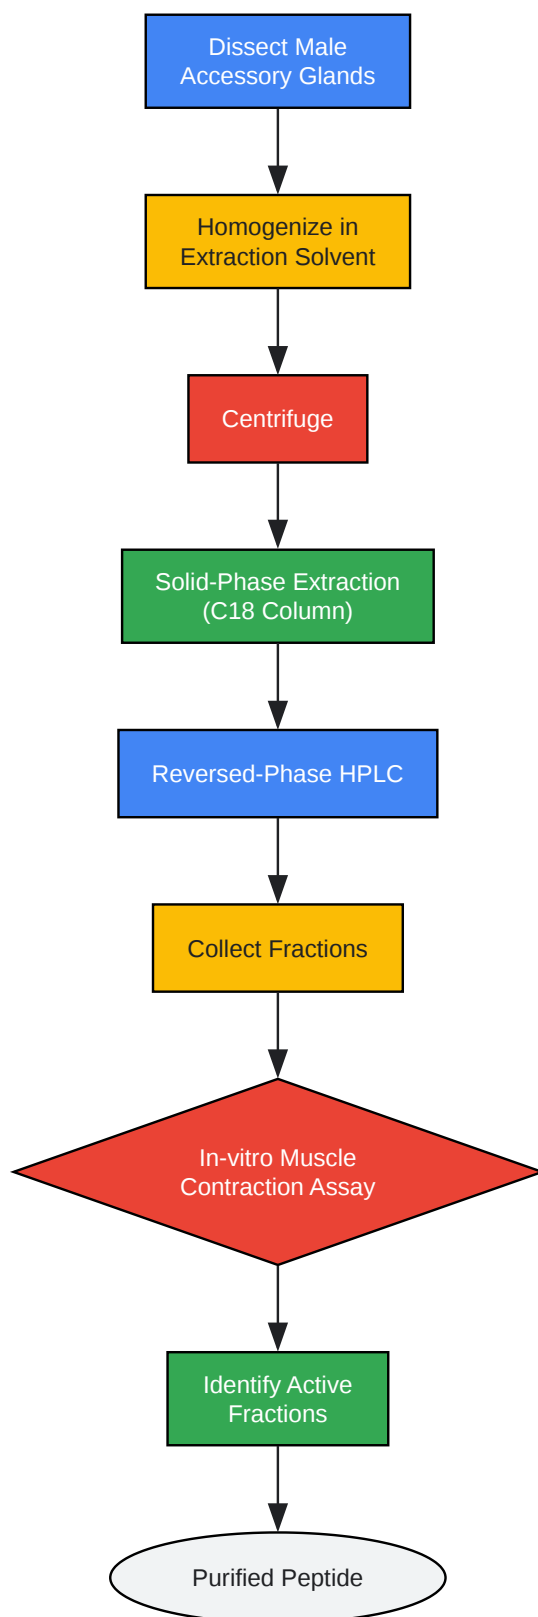 Dissect Male
Accessory Glands
Homogenize in
Extraction Solvent
Centrifuge
Solid-Phase Extraction
(C18 Column)
Reversed-Phase HPLC
Collect Fractions
In-vitro Muscle
Contraction Assay
Identify Active
Fractions
Purified Peptide